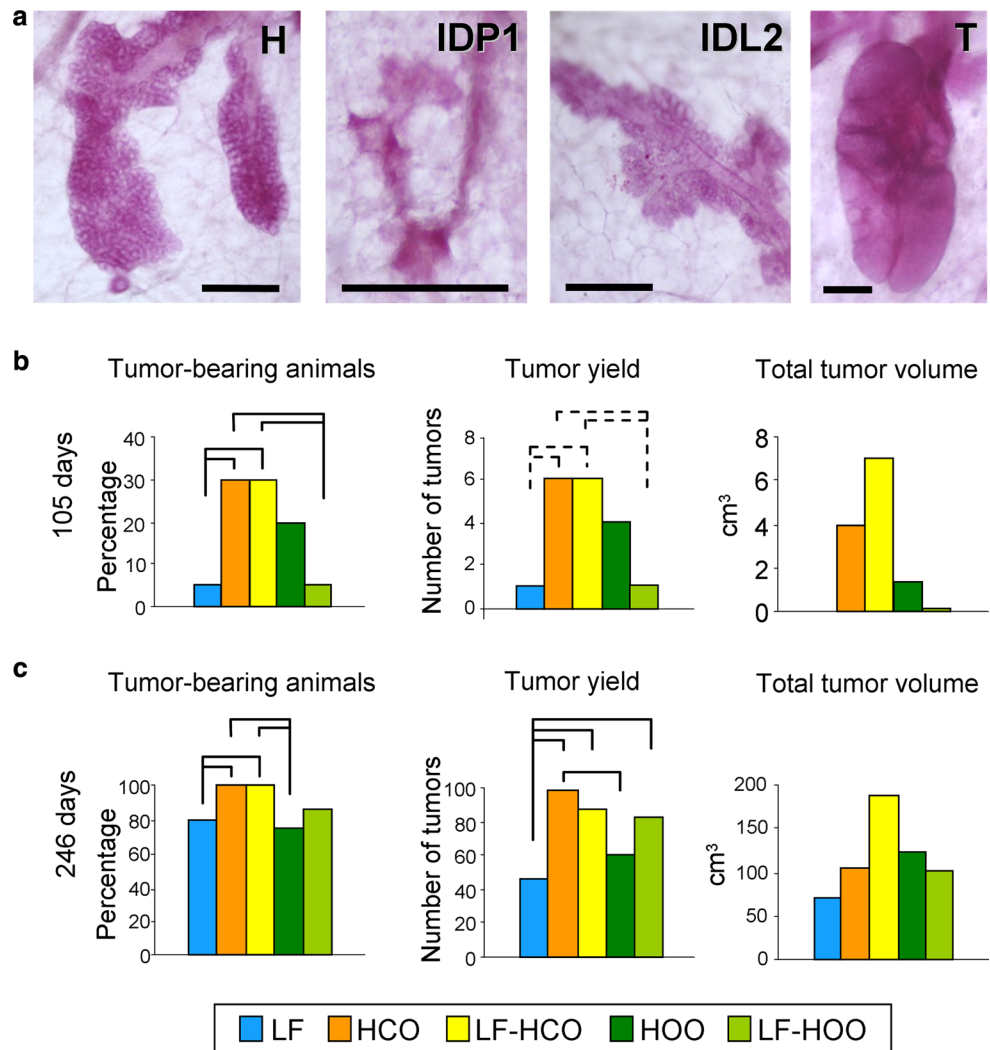 a
H
IDP1
IDL2
T
b
Tumor-bearing animals
Tumor yield
Total tumor volume
105 days
Percentage
40
30
20
10
0
Number of tumors
8
6
4
2
0
cm³
8
6
4
2
0
c
Tumor-bearing animals
Tumor yield
Total tumor volume
246 days
Percentage
100
80
60
40
20
0
Number of tumors
100
80
60
40
20
0
cm³
200
150
100
50
0
LF HCO LF-HCO HOO LF-HOO